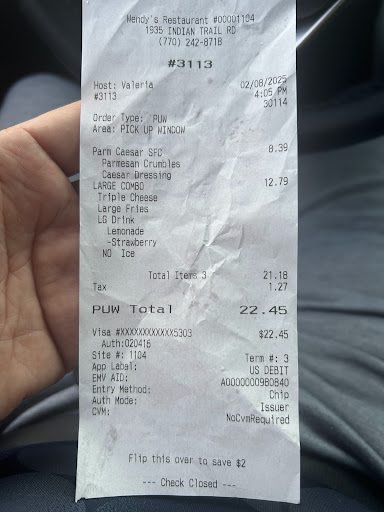 Wendy's Restaurant #00001104
1935 INDIAN TRAIL RD
(770) 242-8718
#3113
Host: Valeria 02/08/2025
#3113 4:05 PM
30114
Order Type: PUW
Area: PICK UP WINDOW
Parm Caesar SFC 8.39
Parmesan Crumbles
Caesar Dressing
LARGE COMBO 12.79
Triple Cheese
Large Fries
LG Drink
Lemonade
-Strawberry
NO Ice
Total Items 3 21.18
Tax 1.27
PUW Total 22.45
Visa #XXXXXXXXXXXX5303 $22.45
Auth:020416
Site #: 1104 Term #: 3
App Label: US DEBIT
EMV AID: A0000000980840
Entry Method: Chip
Auth Mode: Issuer
CVM: NoCvmRequired
Flip this over to save $2
--- Check Closed ---